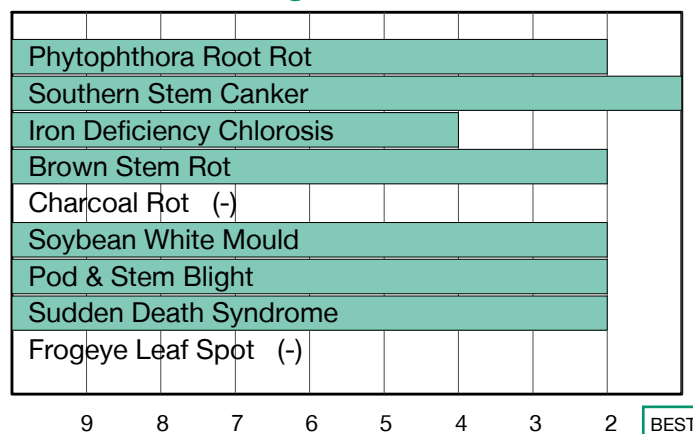 Phytophthora Root Rot
Southern Stem Canker
Iron Deficiency Chlorosis
Brown Stem Rot
Charcoal Rot (-)
Soybean White Mould
Pod & Stem Blight
Sudden Death Syndrome
Frogeye Leaf Spot (-)
9 8 7 6 5 4 3 2 BEST